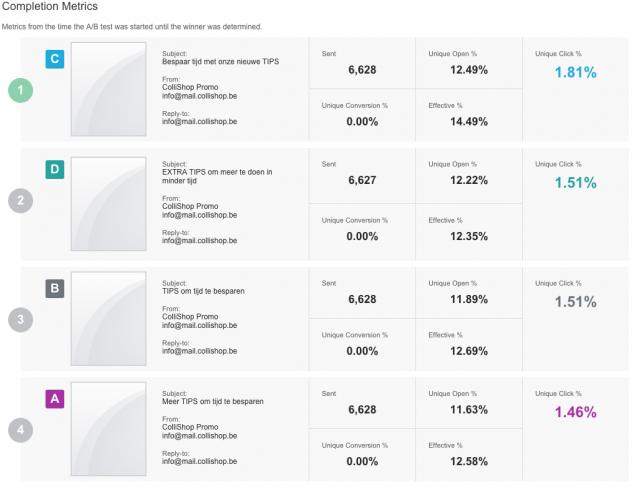 Completion Metrics
Metrics from the time the A/B test was started until the winner was determined.
1
C
Subject:
Bespaar tijd met onze nieuwe TIPS
From:
ColliShop Promo
info@mail.collishop.be
Reply-to:
info@mail.collishop.be
Sent
6,628
Unique Open %
12.49%
Unique Click %
1.81%
Unique Conversion %
0.00%
Effective %
14.49%
2
D
Subject:
EXTRA TIPS om meer te doen in
minder tijd
From:
ColliShop Promo
info@mail.collishop.be
Reply-to:
info@mail.collishop.be
Sent
6,627
Unique Open %
12.22%
Unique Click %
1.51%
Unique Conversion %
0.00%
Effective %
12.35%
3
B
Subject:
TIPS om tijd te besparen
From:
ColliShop Promo
info@mail.collishop.be
Reply-to:
info@mail.collishop.be
Sent
6,628
Unique Open %
11.89%
Unique Click %
1.51%
Unique Conversion %
0.00%
Effective %
12.69%
4
A
Subject:
Meer TIPS om tijd te besparen
From:
ColliShop Promo
info@mail.collishop.be
Reply-to:
info@mail.collishop.be
Sent
6,628
Unique Open %
11.63%
Unique Click %
1.46%
Unique Conversion %
0.00%
Effective %
12.58%